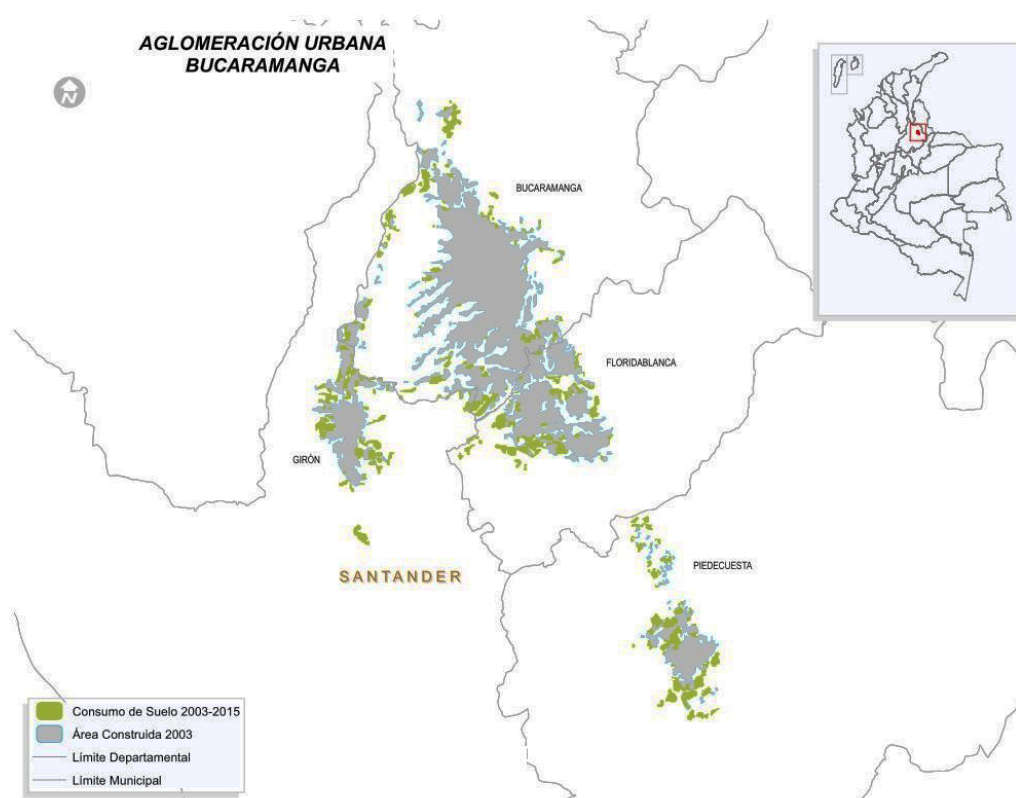 AGLOMERACIÓN URBANA
BUCARAMANGA
N
BUCARAMANGA
FLORIDABLANCA
GIRÓN
SANTANDER
PIEDECUESTA
Consumo de Suelo 2003-2015
Área Construida 2003
Límite Departamental
Límite Municipal